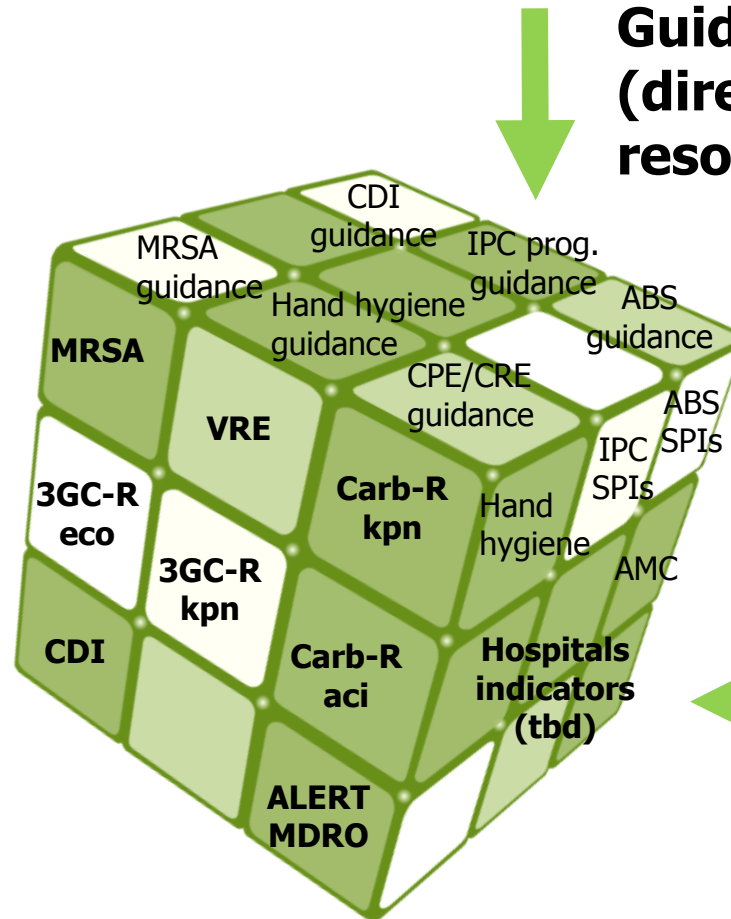 Guid
(dire
reso
CDI
guidance
MRSA
guidance
IPC prog.
guidance
Hand hygiene
guidance
ABS
guidance
CPE/CRE
guidance
MRSA
VRE
Carb-R
kpn
3GC-R
eco
3GC-R
kpn
CDI
Carb-R
aci
ALERT
MDRO
Hand
hygiene
IPC
SPIs
ABS
SPIs
AMC
Hospitals
indicators
(tbd)